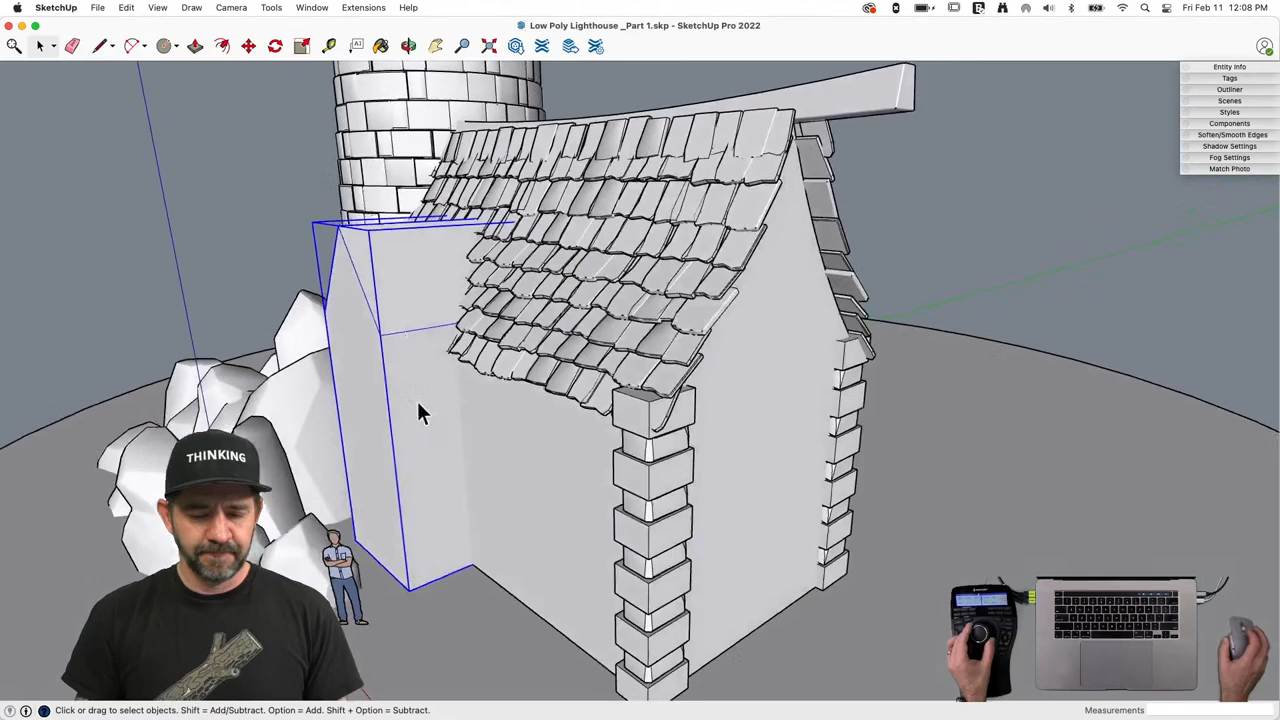 SketchUp File Edit View Draw Camera Tools Window Extensions Help
Fri Feb 11 12:08 PM
Low Poly Lighthouse _Part 1.skp - SketchUp Pro 2022
Entity Info
Tags
Outliner
Scenes
Styles
Components
Soften/Smooth Edges
Shadow Settings
Fog Settings
Match Photo
THINKING
Click or drag to select objects. Shift = Add/Subtract. Option = Add. Shift + Option = Subtract.
Measurements